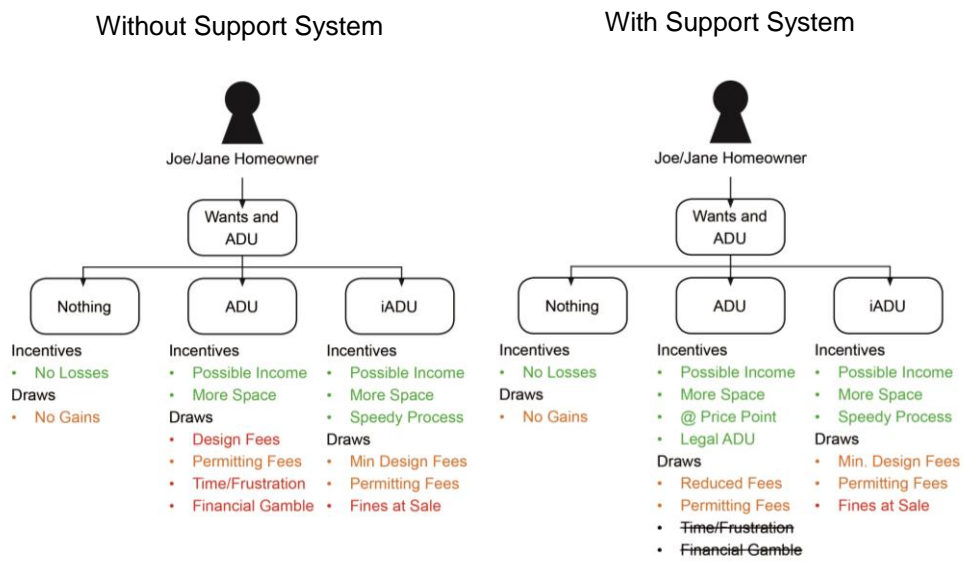 Without Support System
Joe/Jane Homeowner
Wants and
ADU
Nothing
ADU
iADU
Incentives
• No Losses
Draws
• No Gains
Incentives
• Possible Income
• More Space
Draws
• Design Fees
• Permitting Fees
• Time/Frustration
• Financial Gamble
Incentives
• Possible Income
• More Space
• Speedy Process
Draws
• Min Design Fees
• Permitting Fees
• Fines at Sale
With Support System
Joe/Jane Homeowner
Wants and
ADU
Nothing
ADU
iADU
Incentives
• No Losses
Draws
• No Gains
Incentives
• Possible Income
• More Space
• @ Price Point
• Legal ADU
Draws
• Reduced Fees
• Permitting Fees
• Time/Frustration
• Financial Gamble
Incentives
• Possible Income
• More Space
• Speedy Process
Draws
• Min. Design Fees
• Permitting Fees
• Fines at Sale